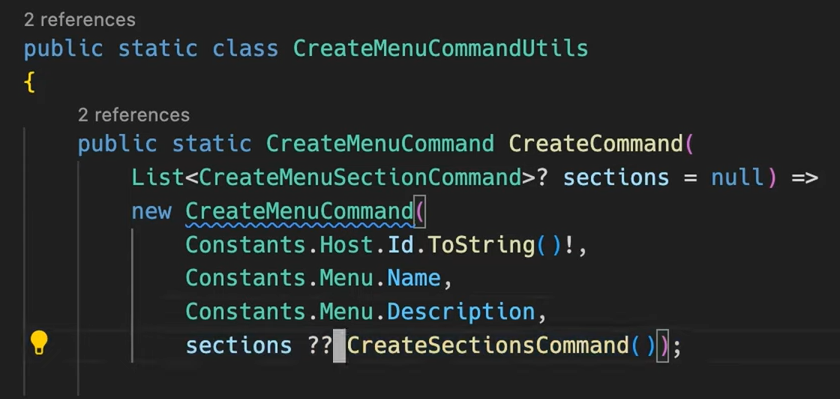 2 references
public static class CreateMenuCommandUtils
{
2 references
public static CreateMenuCommand CreateCommand(
List<CreateMenuSectionCommand>? sections = null) =>
new CreateMenuCommand(
Constants.Host.Id.ToString()!,
Constants.Menu.Name,
Constants.Menu.Description,
sections ?? CreateSectionsCommand());